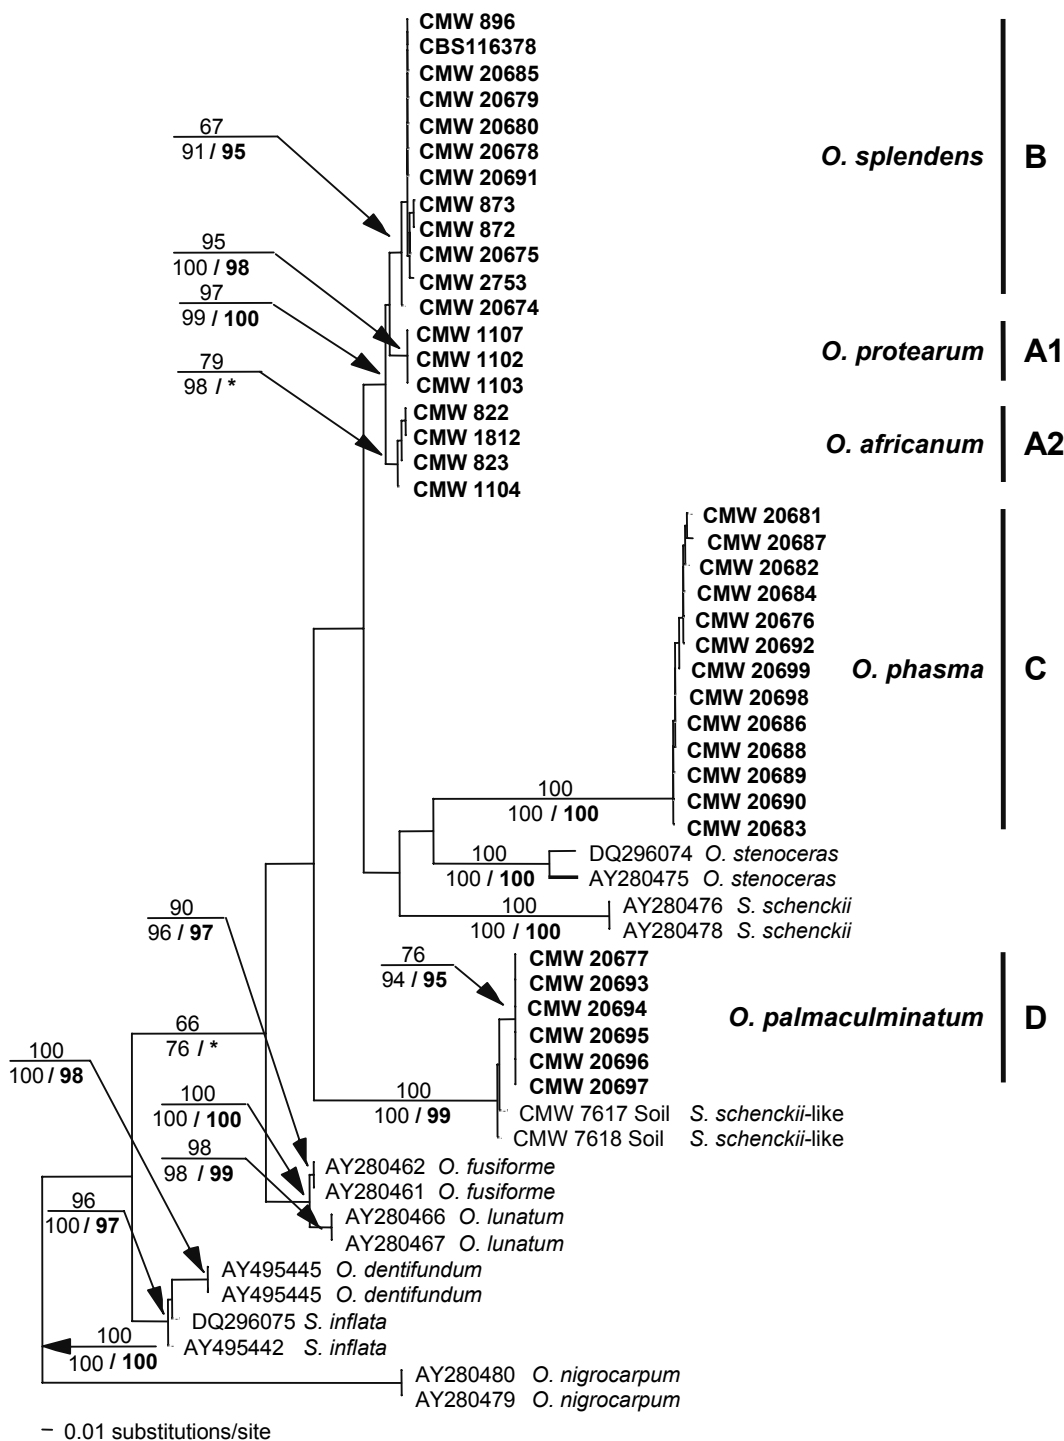 CMW 896
CBS116378
CMW 20685
CMW 20679
67
CMW 20680
91 / 95
CMW 20678
O. splendens
B
CMW 20691
CMW 873
CMW 872
95
CMW 20675
100 / 98
CMW 2753
97
CMW 20674
99 / 100
CMW 1107
CMW 1102
O. protearum
A1
79
CMW 1103
98 / *
CMW 822
CMW 1812
O. africanum
A2
CMW 823
CMW 1104
CMW 20681
CMW 20687
CMW 20682
CMW 20684
CMW 20676
CMW 20692
CMW 20699
O. phasma
C
CMW 20698
CMW 20686
CMW 20688
CMW 20689
100
CMW 20690
100 / 100
CMW 20683
100
DQ296074 O. stenoceras
100 / 100
AY280475 O. stenoceras
100
AY280476 S. schenckii
100 / 100
AY280478 S. schenckii
90
96 / 97
76
CMW 20677
94 / 95
CMW 20693
CMW 20694
O. palmaculminatum
D
66
CMW 20695
76 / *
100
CMW 20696
100 / 98
CMW 20697
100
100 / 99
CMW 7617 Soil S. schenckii-like
100
100 / 100
CMW 7618 Soil S. schenckii-like
98
98 / 99
AY280462 O. fusiforme
AY280461 O. fusiforme
96
100 / 97
AY280466 O. lunatum
AY280467 O. lunatum
AY495445 O. dentifundum
AY495445 O. dentifundum
DQ296075 S. inflata
100
100 / 100
AY495442 S. inflata
AY280480 O. nigrocarpum
AY280479 O. nigrocarpum
0.01 substitutions/site